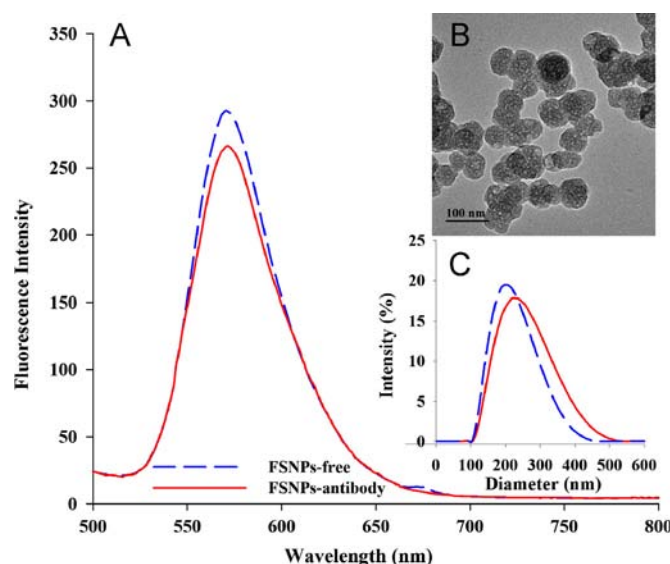 A
B
350
300
250
200
150
100
50
0
Fluorescence Intensity
500 550 600 650 700 750 800
Wavelength (nm)
FSNPs-free
FSNPs-antibody
100 nm
C
25
20
15
10
5
0
Intensity (%)
0 100 200 300 400 500 600
Diameter (nm)